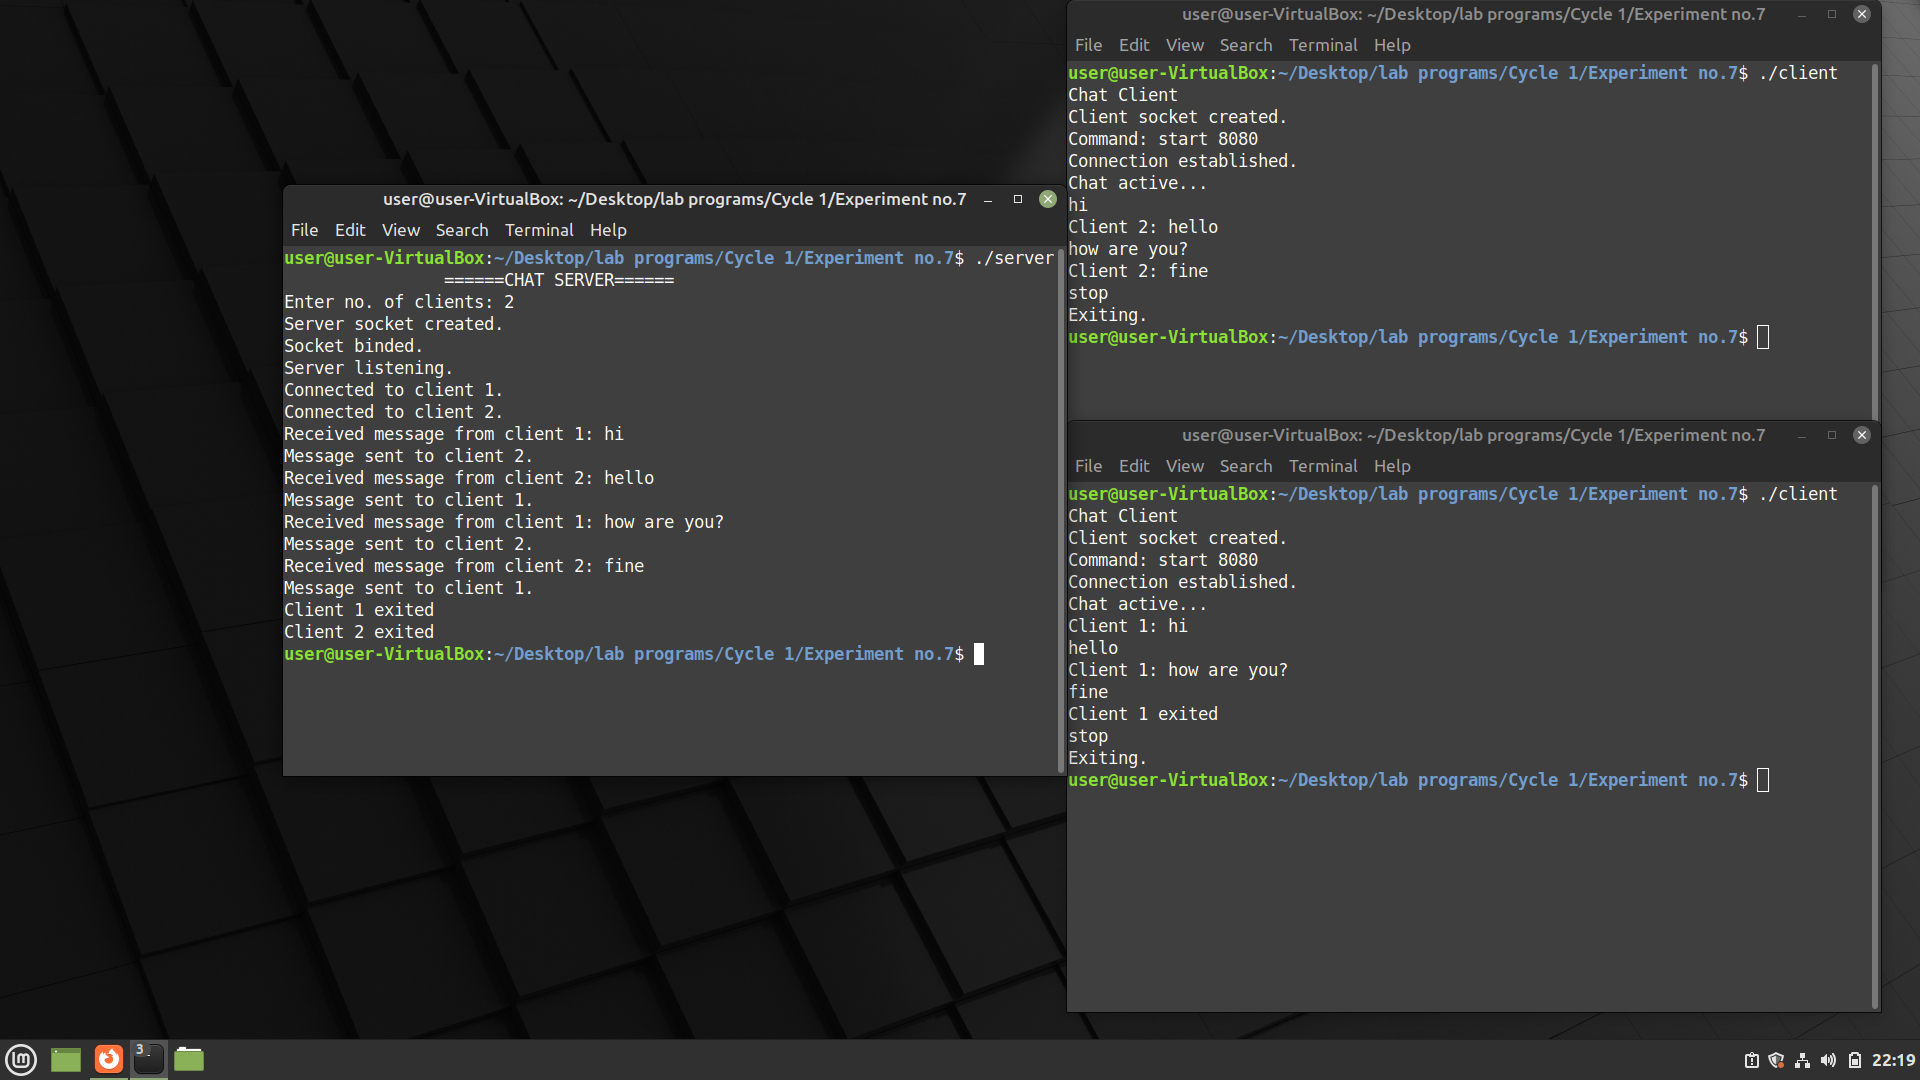 user@user-VirtualBox: ~/Desktop/lab programs/Cycle 1/Experiment no.7
File Edit View Search Terminal Help
user@user-VirtualBox:~/Desktop/lab programs/Cycle 1/Experiment no.7$ ./server
======CHAT SERVER======
Enter no. of clients: 2
Server socket created.
Socket binded.
Server listening.
Connected to client 1.
Connected to client 2.
Received message from client 1: hi
Message sent to client 2.
Received message from client 2: hello
Message sent to client 1.
Received message from client 1: how are you?
Message sent to client 2.
Received message from client 2: fine
Message sent to client 1.
Client 1 exited
Client 2 exited
user@user-VirtualBox:~/Desktop/lab programs/Cycle 1/Experiment no.7$
user@user-VirtualBox: ~/Desktop/lab programs/Cycle 1/Experiment no.7
File Edit View Search Terminal Help
user@user-VirtualBox:~/Desktop/lab programs/Cycle 1/Experiment no.7$ ./client
Chat Client
Client socket created.
Command: start 8080
Connection established.
Chat active...
hi
Client 2: hello
how are you?
Client 2: fine
stop
Exiting.
user@user-VirtualBox:~/Desktop/lab programs/Cycle 1/Experiment no.7$
user@user-VirtualBox: ~/Desktop/lab programs/Cycle 1/Experiment no.7
File Edit View Search Terminal Help
user@user-VirtualBox:~/Desktop/lab programs/Cycle 1/Experiment no.7$ ./client
Chat Client
Client socket created.
Command: start 8080
Connection established.
Chat active...
Client 1: hi
hello
Client 1: how are you?
fine
Client 1 exited
stop
Exiting.
user@user-VirtualBox:~/Desktop/lab programs/Cycle 1/Experiment no.7$
3
22:19